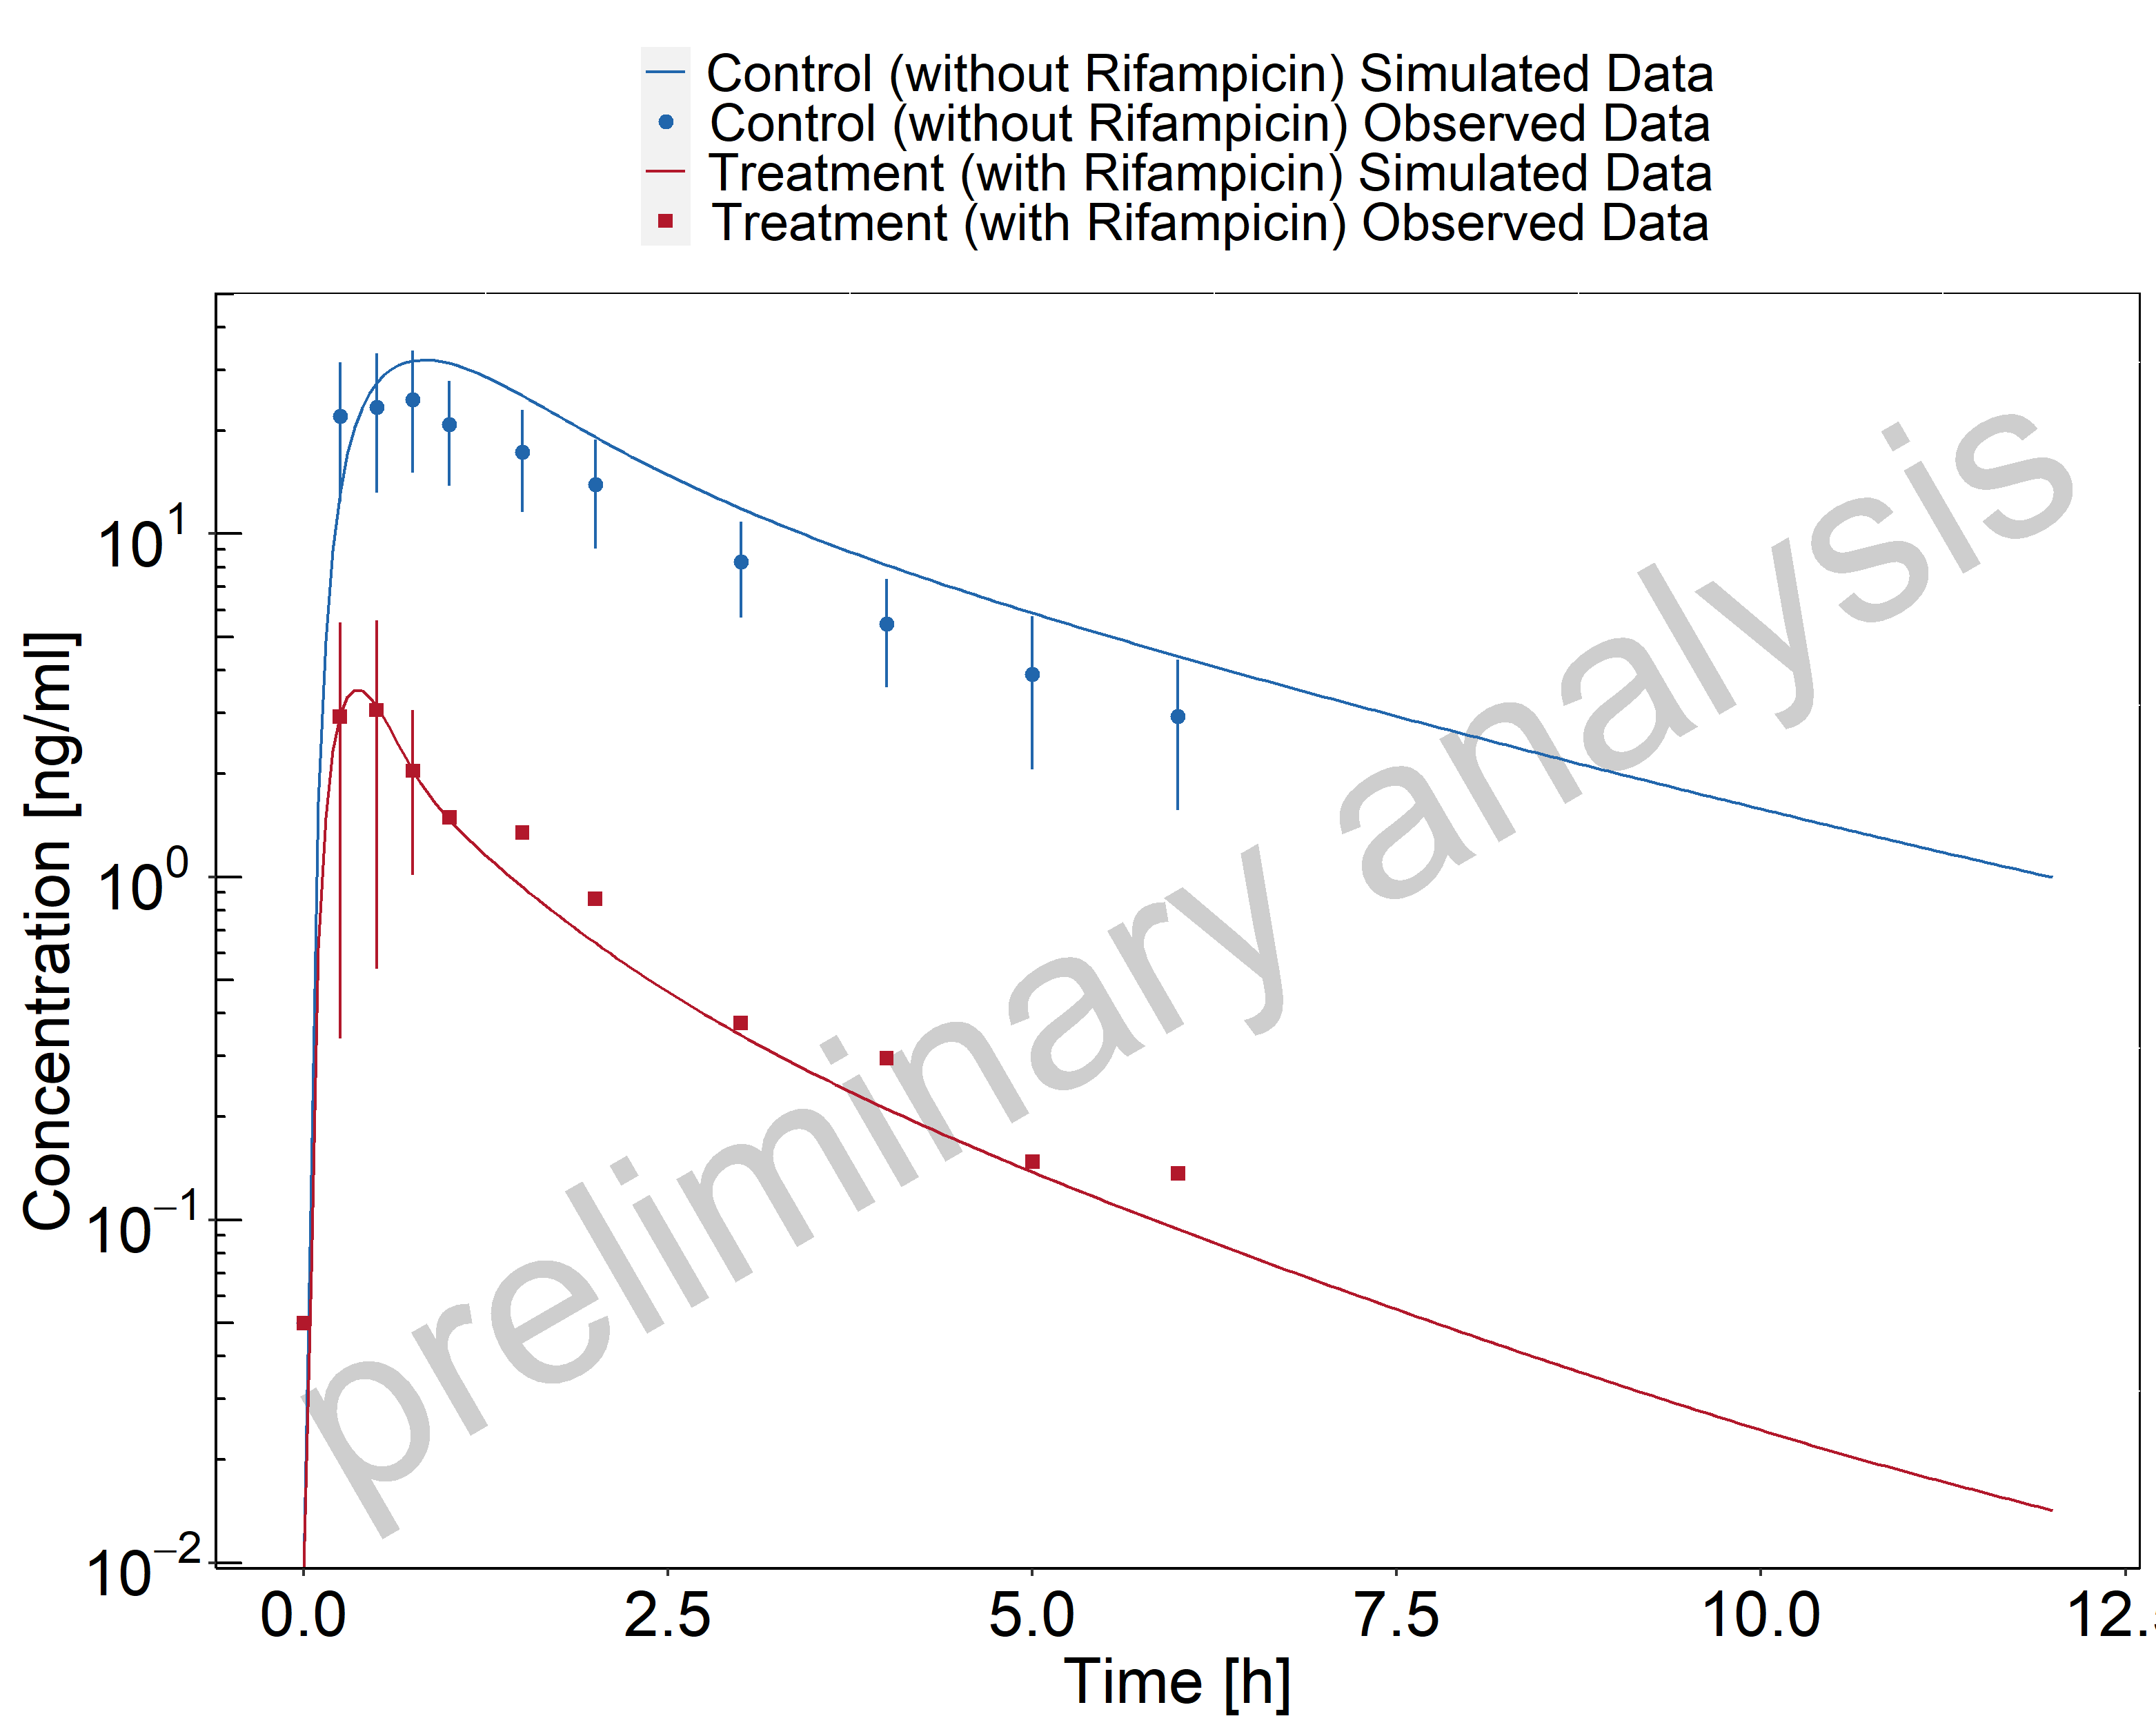 Control (without Rifampicin) Simulated Data
Control (without Rifampicin) Observed Data
Treatment (with Rifampicin) Simulated Data
Treatment (with Rifampicin) Observed Data
Concentration [ng/ml]
10¹
10⁰
10⁻¹
10⁻²
preliminary analysis
0.0 2.5 5.0 7.5 10.0 12.
Time [h]